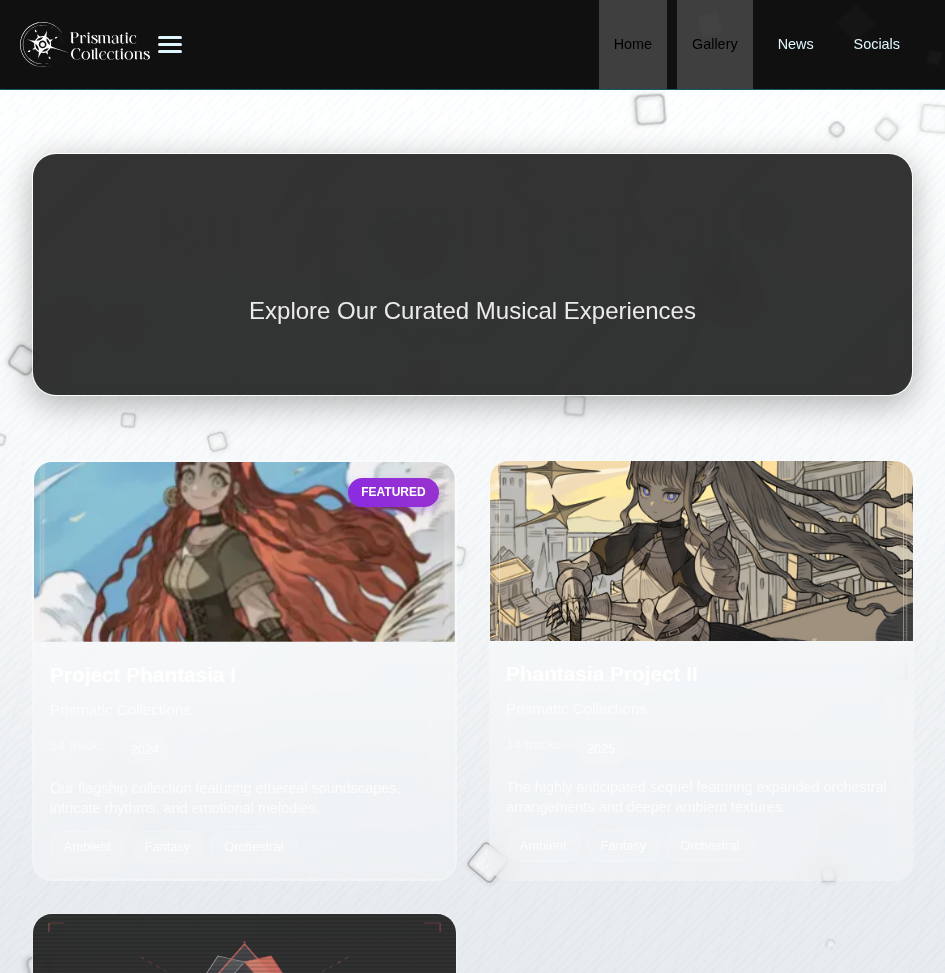 Prismatic
Collections
Home
Gallery
News
Socials
Explore Our Curated Musical Experiences
FEATURED
Project Phantasia I
Prismatic Collections
2024
Our flagship collection featuring ethereal soundscapes,
intricate rhythms, and emotional melodies.
Ambient
Fantasy
Orchestral
Phantasia Project II
Prismatic Collections
14 tracks
2025
The highly anticipated sequel featuring expanded orchestral
arrangements and deeper ambient textures.
Ambient
Fantasy
Orchestral